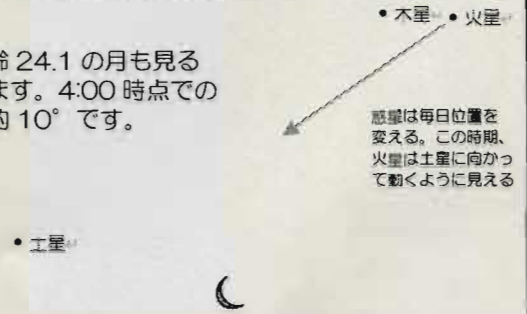 木星
火星
齢 24.1 の月も見る
ます。4:00 時点での
約 10° です。
惑星は毎日位置を
変える。この時期、
火星は土星に向かっ
て動くように見える
土星